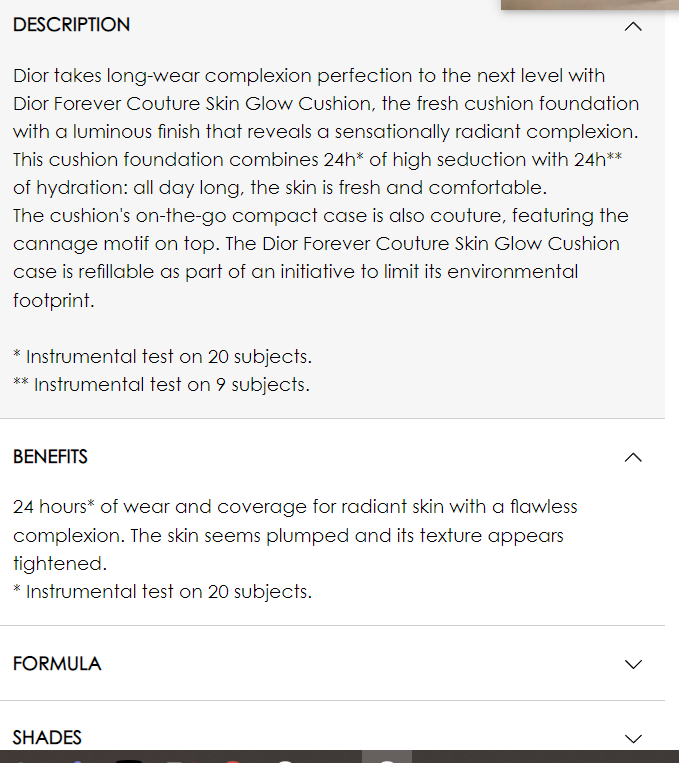 DESCRIPTION
Dior takes long-wear complexion perfection to the next level with
Dior Forever Couture Skin Glow Cushion, the fresh cushion foundation
with a luminous finish that reveals a sensationally radiant complexion.
This cushion foundation combines 24h* of high seduction with 24h**
of hydration: all day long, the skin is fresh and comfortable.
The cushion's on-the-go compact case is also couture, featuring the
cannage motif on top. The Dior Forever Couture Skin Glow Cushion
case is refillable as part of an initiative to limit its environmental
footprint.
* Instrumental test on 20 subjects.
** Instrumental test on 9 subjects.
BENEFITS
24 hours* of wear and coverage for radiant skin with a flawless
complexion. The skin seems plumped and its texture appears
tightened.
* Instrumental test on 20 subjects.
FORMULA
SHADES